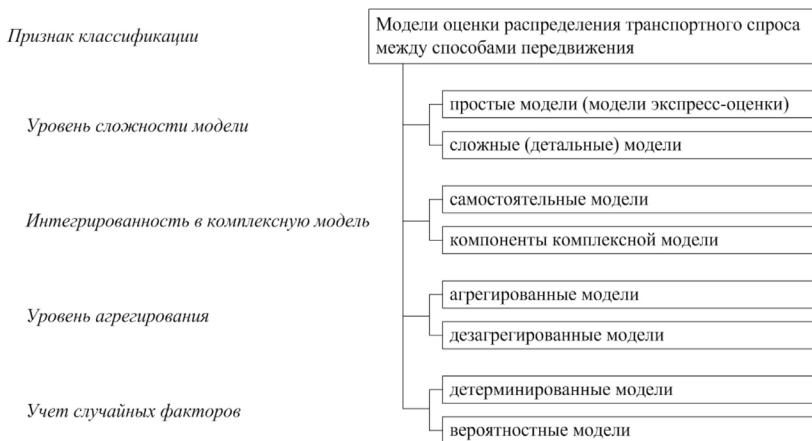 Признак классификации
Модели оценки распределения транспортного спроса
между способами передвижения
Уровень сложности модели
простые модели (модели экспресс-оценки)
сложные (детальные) модели
Интегрированность в комплексную модель
самостоятельные модели
компоненты комплексной модели
Уровень агрегирования
агрегированные модели
дезагрегированные модели
Учет случайных факторов
детерминированные модели
вероятностные модели